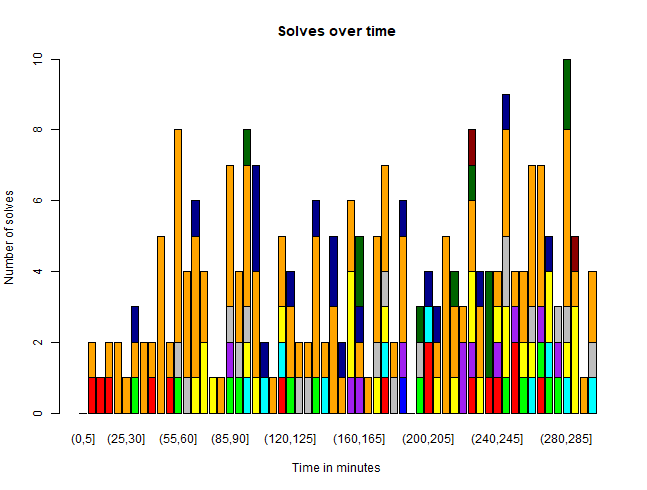 Solves over time
Number of solves
10
8
6
4
2
0
(0,5] (25,30] (55,60] (85,90] (120,125] (160,165] (200,205] (240,245] (280,285]
Time in minutes